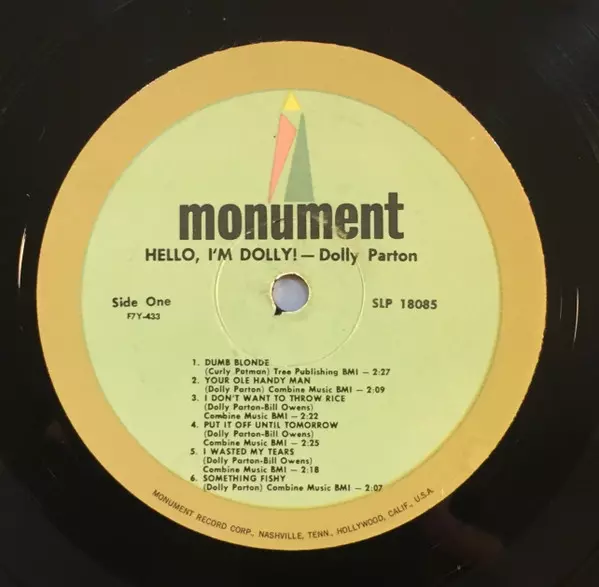 monument
HELLO, I'M DOLLY! — Dolly Parton
Side One
F7Y-433
SLP 18085
1. DUMB BLONDE
(Curly Putman) Tree Publishing BMI — 2:27
2. YOUR OLE HANDY MAN
(Dolly Parton) Combine Music BMI — 2:09
3. I DON'T WANT TO THROW RICE
(Dolly Parton-Bill Owens)
Combine Music BMI — 2:22
4. PUT IT OFF UNTIL TOMORROW
(Dolly Parton-Bill Owens)
Combine Music BMI — 2:25
5. I WASTED MY TEARS
(Dolly Parton-Bill Owens)
Combine Music BMI — 2:18
6. SOMETHING FISHY
(Dolly Parton) Combine Music BMI — 2:07
MONUMENT RECORD CORP., NASHVILLE, TENN., HOLLYWOOD, CALIF., U.S.A.